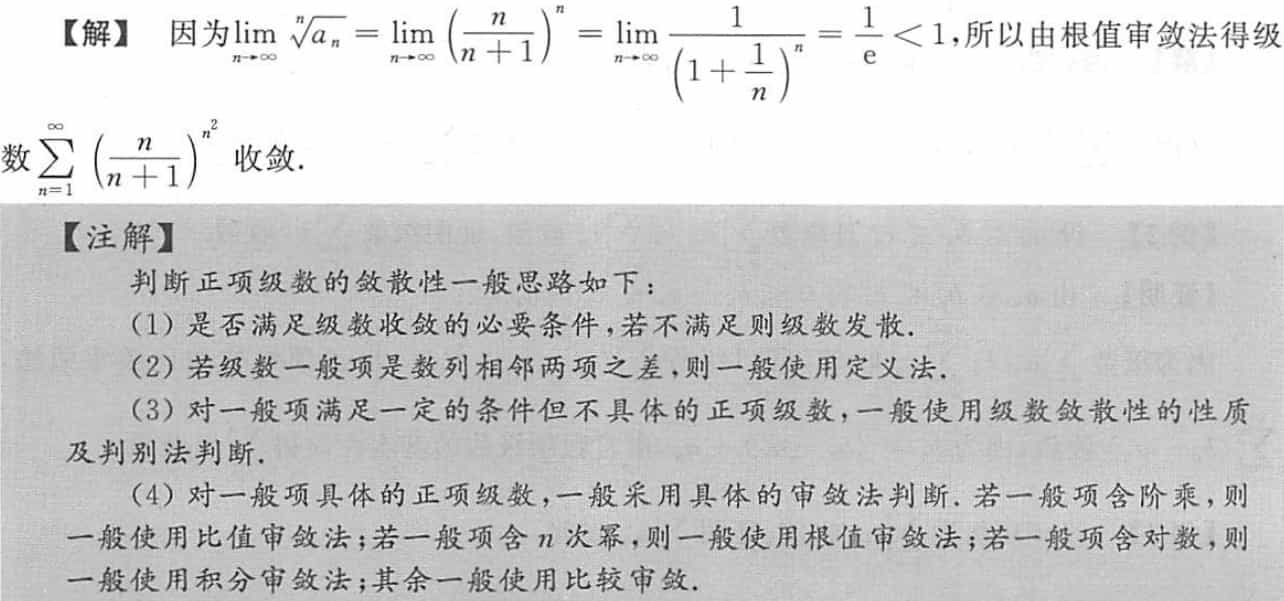 【解】 因为$\lim\limits_{n\to\infty}\sqrt[n]{a_n}=\lim\limits_{n\to\infty}\left(\frac{n}{n+1}\right)^n=\lim\limits_{n\to\infty}\frac{1}{\left(1+\frac{1}{n}\right)^n}=\frac{1}{\mathrm{e}}<1$,所以由根值审敛法得级
数$\sum\limits_{n=1}^{\infty}\left(\frac{n}{n+1}\right)^{n^2}$收敛.
【注解】
判断正项级数的敛散性一般思路如下:
(1) 是否满足级数收敛的必要条件,若不满足则级数发散.
(2) 若级数一般项是数列相邻两项之差,则一般使用定义法.
(3) 对一般项满足一定的条件但不具体的正项级数,一般使用级数敛散性的性质
及判别法判断.
(4) 对一般项具体的正项级数,一般采用具体的审敛法判断. 若一般项含阶乘,则
一般使用比值审敛法;若一般项含 n 次幂,则一般使用根值审敛法;若一般项含对数,则
一般使用积分审敛法;其余一般使用比较审敛.